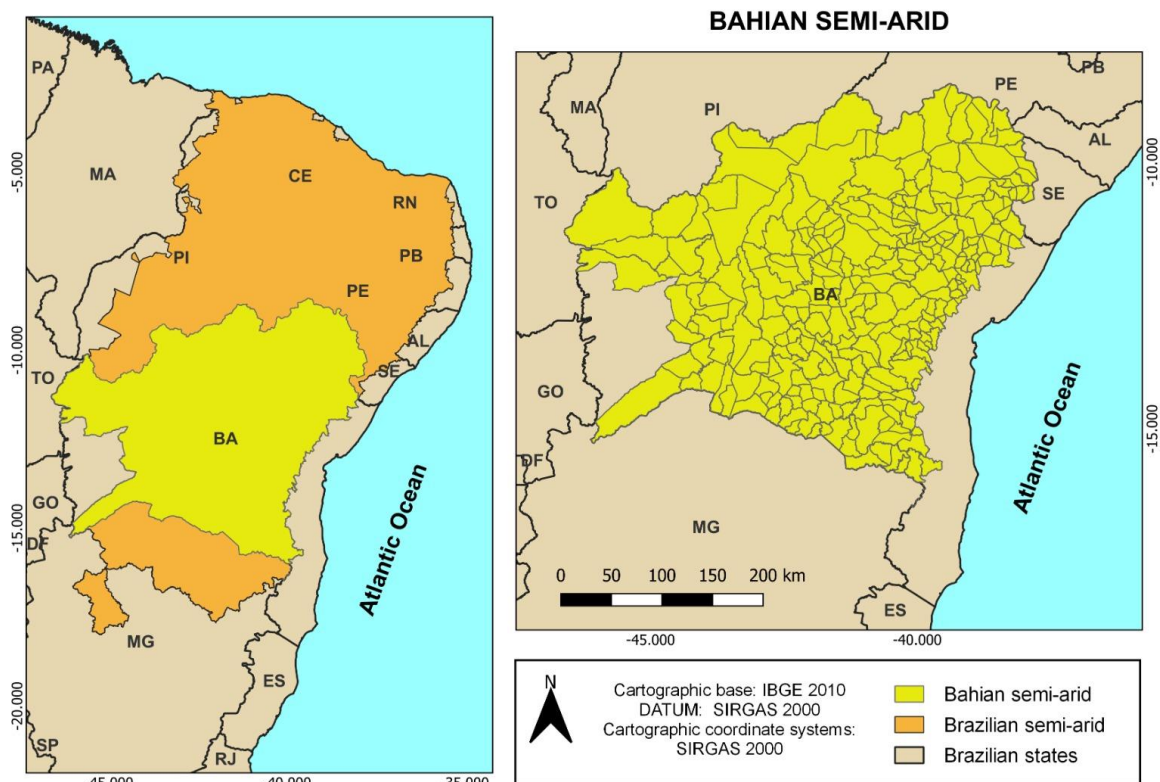 BAHIAN SEMI-ARID
PA
MA
CE
RN
PI
PB
PE
AL
SE
TO
BA
GO
DF
MG
ES
SP
RJ
Atlantic Ocean
-5.000
-10.000
-15.000
-20.000
-45.000
-40.000
-35.000
PB
MA
PI
PE
AL
TO
SE
BA
GO
DF
MG
ES
Atlantic Ocean
0 50 100 150 200 km
-10.000
-15.000
-45.000
-40.000
N
Cartographic base: IBGE 2010
DATUM: SIRGAS 2000
Cartographic coordinate systems:
SIRGAS 2000
Bahian semi-arid
Brazilian semi-arid
Brazilian states